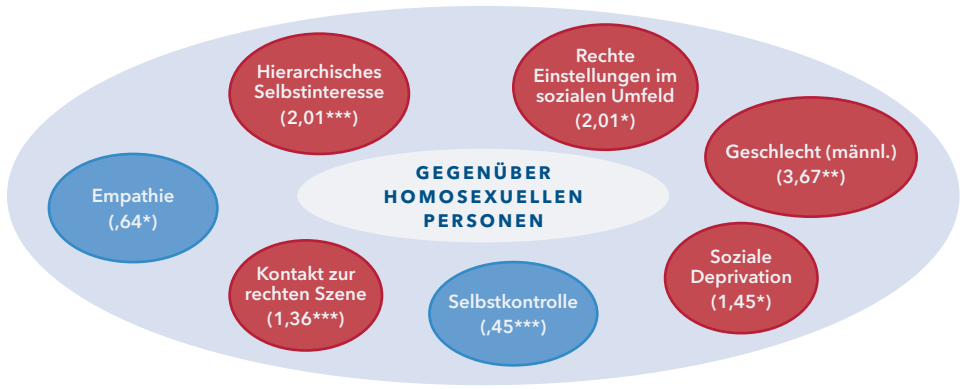 Hierarchisches
Selbstinteresse
(2,01***)
Rechte
Einstellungen im
sozialen Umfeld
(2,01*)
Geschlecht (männl.)
(3,67**)
GEGENÜBER
HOMOSEXUELLEN
PERSONEN
Empathie
(,64*)
Kontakt zur
rechten Szene
(1,36***)
Selbstkontrolle
(,45***)
Soziale
Deprivation
(1,45*)